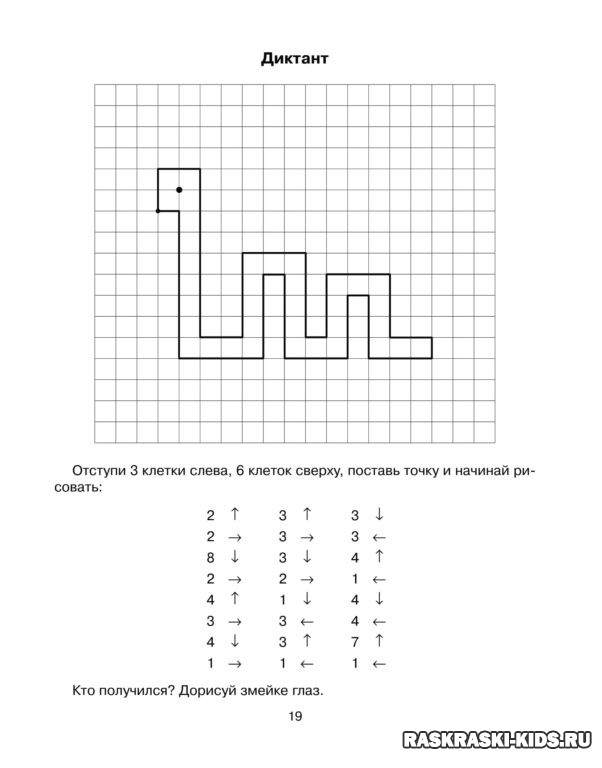 Диктант
Отступи 3 клетки слева, 6 клеток сверху, поставь точку и начинай ри-
совать:
2 ↑ 3 ↑ 3 ↓
2 → 3 → 3 ←
8 ↓ 3 ↓ 4 ↑
2 → 2 → 1 ←
4 ↑ 1 ↓ 4 ↓
3 → 3 ← 4 ←
4 ↓ 3 ↑ 7 ↑
1 → 1 ← 1 ←
Кто получился? Дорисуй змейке глаз.
19
RASKRASKI-KIDS.RU